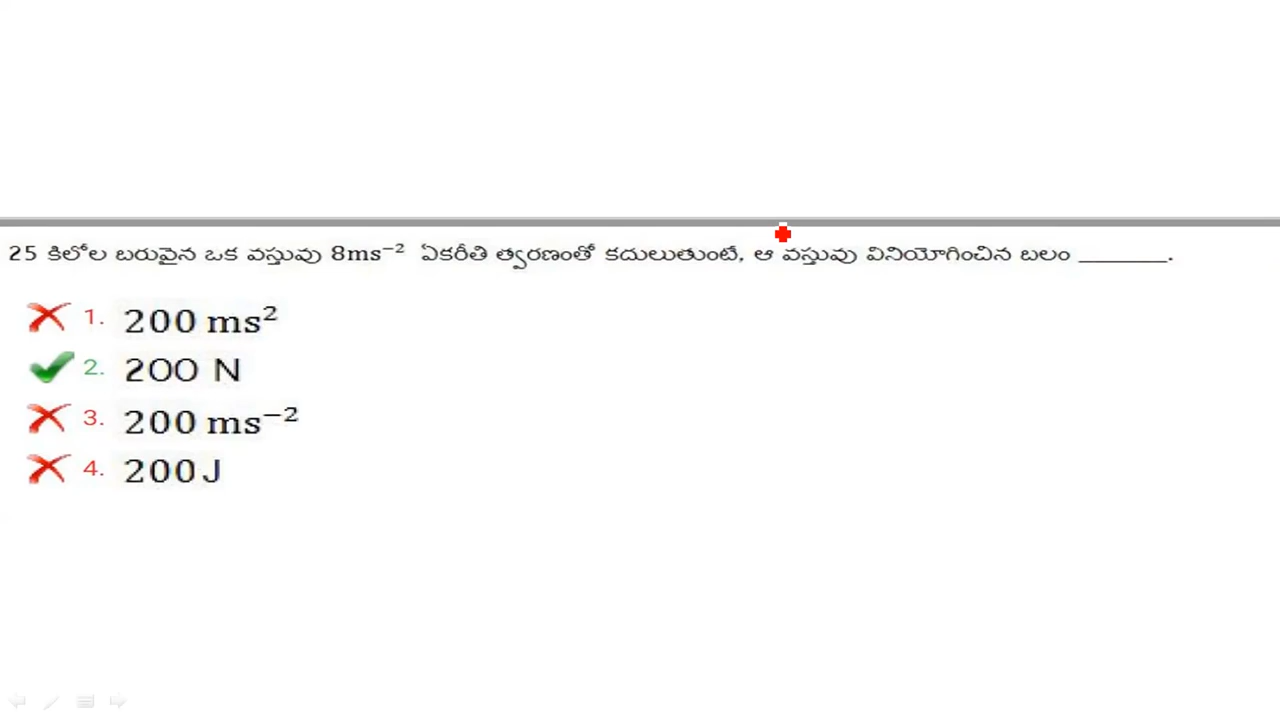 25 కిలోల బరువైన ఒక వస్తువు 8ms⁻² ఏకరీతి త్వరణంతో కదులుతుంటే, ఆ వస్తువు వినియోగించిన బలం _______.
1. 200 ms²
2. 200 N
3. 200 ms⁻²
4. 200 J